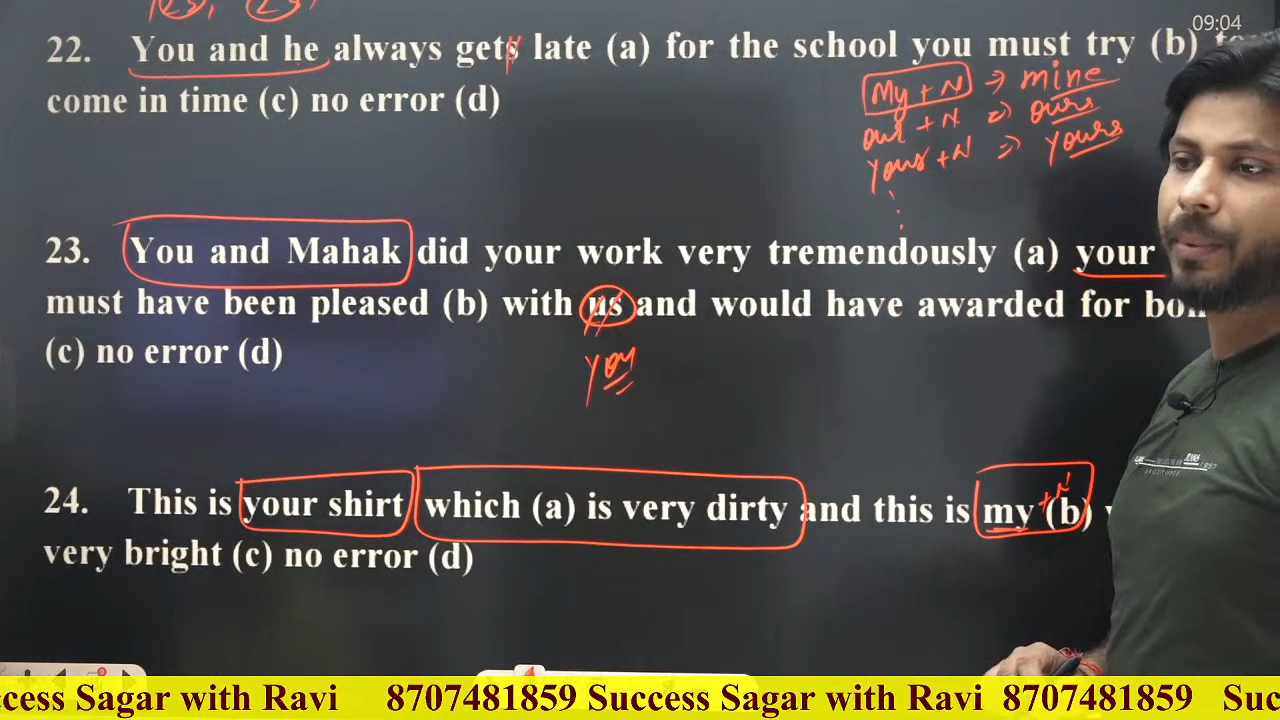 09:04
22. You and he always gets late (a) for the school you must try (b) to
come in time (c) no error (d)
My + N → mine
our + N ⇒ ours
your + N ⇒ yours
23. You and Mahak did your work very tremendously (a) your
must have been pleased (b) with us and would have awarded for
you
(c) no error (d)
24. This is your shirt which (a) is very dirty and this is my (b)
+N
very bright (c) no error (d)
ccess Sagar with Ravi 8707481859 Success Sagar with Ravi 8707481859 Suc